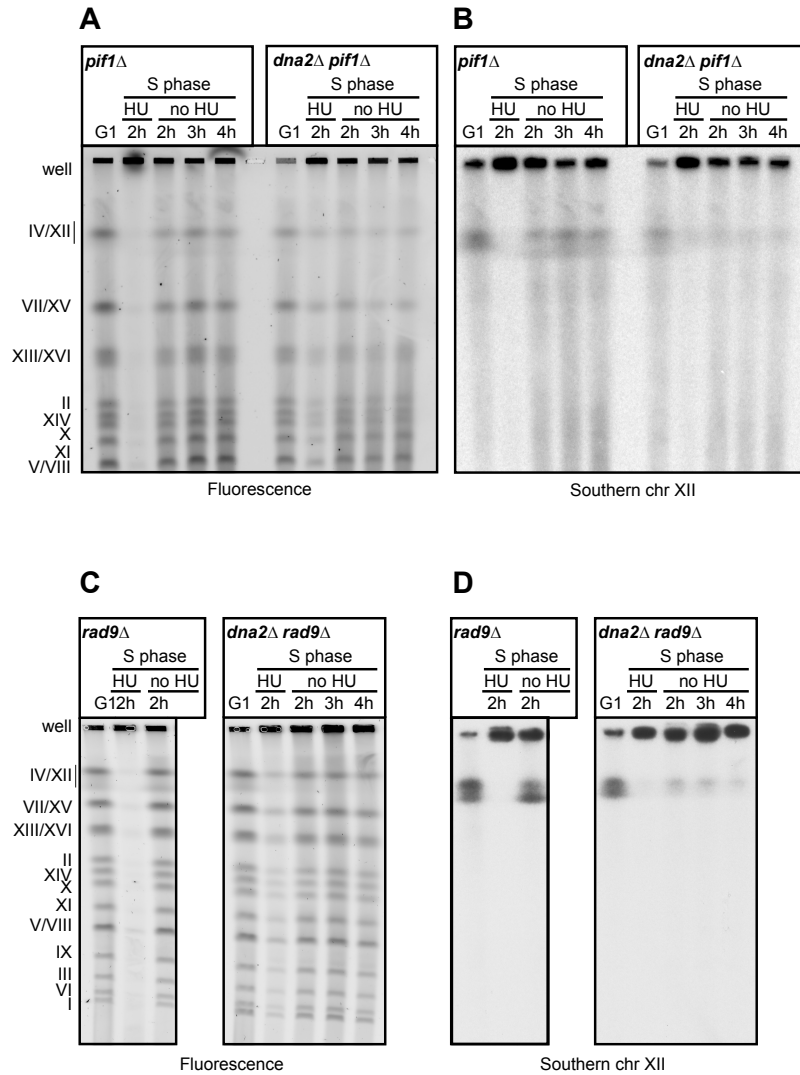 A
B
pif1Δ
dna2Δ pif1Δ
pif1Δ
dna2Δ pif1Δ
S phase
S phase
S phase
S phase
HU no HU
HU no HU
HU no HU
HU no HU
G1 2h 2h 3h 4h
G1 2h 2h 3h 4h
G1 2h 2h 3h 4h
G1 2h 2h 3h 4h
well
IV/XII
VII/XV
XIII/XVI
II
XIV
X
XI
V/VIII
Fluorescence
Southern chr XII
C
D
rad9Δ
dna2Δ rad9Δ
rad9Δ
dna2Δ rad9Δ
S phase
S phase
S phase
S phase
HU no HU
HU no HU
HU no HU
HU no HU
G12h 2h
G1 2h 2h 3h 4h
2h 2h
G1 2h 2h 3h 4h
well
IV/XII
VII/XV
XIII/XVI
II
XIV
X
XI
V/VIII
IX
III
VI
I
Fluorescence
Southern chr XII